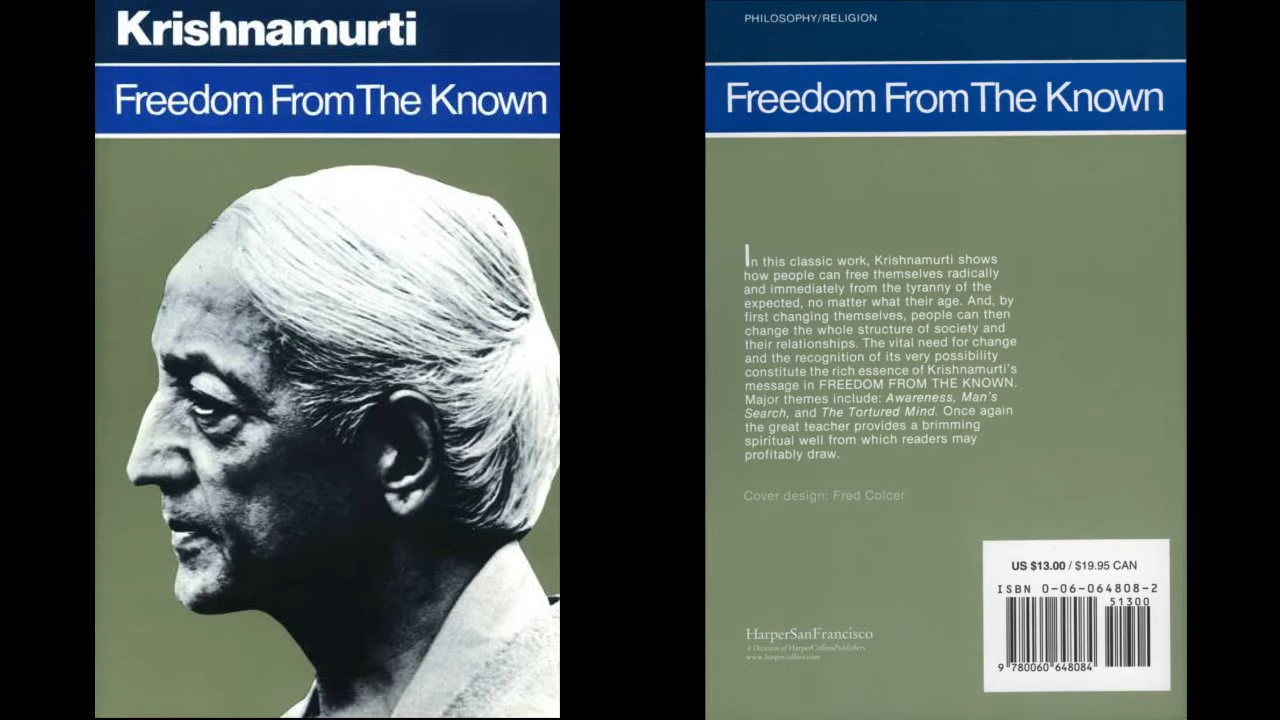 Krishnamurti
Freedom From The Known
PHILOSOPHY/RELIGION
Freedom From The Known
In this classic work, Krishnamurti shows
how people can free themselves radically
and immediately from the tyranny of the
expected, no matter what their age. And, by
first changing themselves, people can then
change the whole structure of society and
their relationships. The vital need for change
and the recognition of its very possibility
constitute the rich essence of Krishnamurti's
message in FREEDOM FROM THE KNOWN.
Major themes include: Awareness, Man's
Search, and The Tortured Mind. Once again
the great teacher provides a brimming
spiritual well from which readers may
profitably draw.
Cover design: Fred Colcer
US $13.00 / $19.95 CAN
ISBN 0-06-064808-2
51300
9 780060 648084
HarperSanFrancisco
A Division of HarperCollinsPublishers
www.harpercollins.com